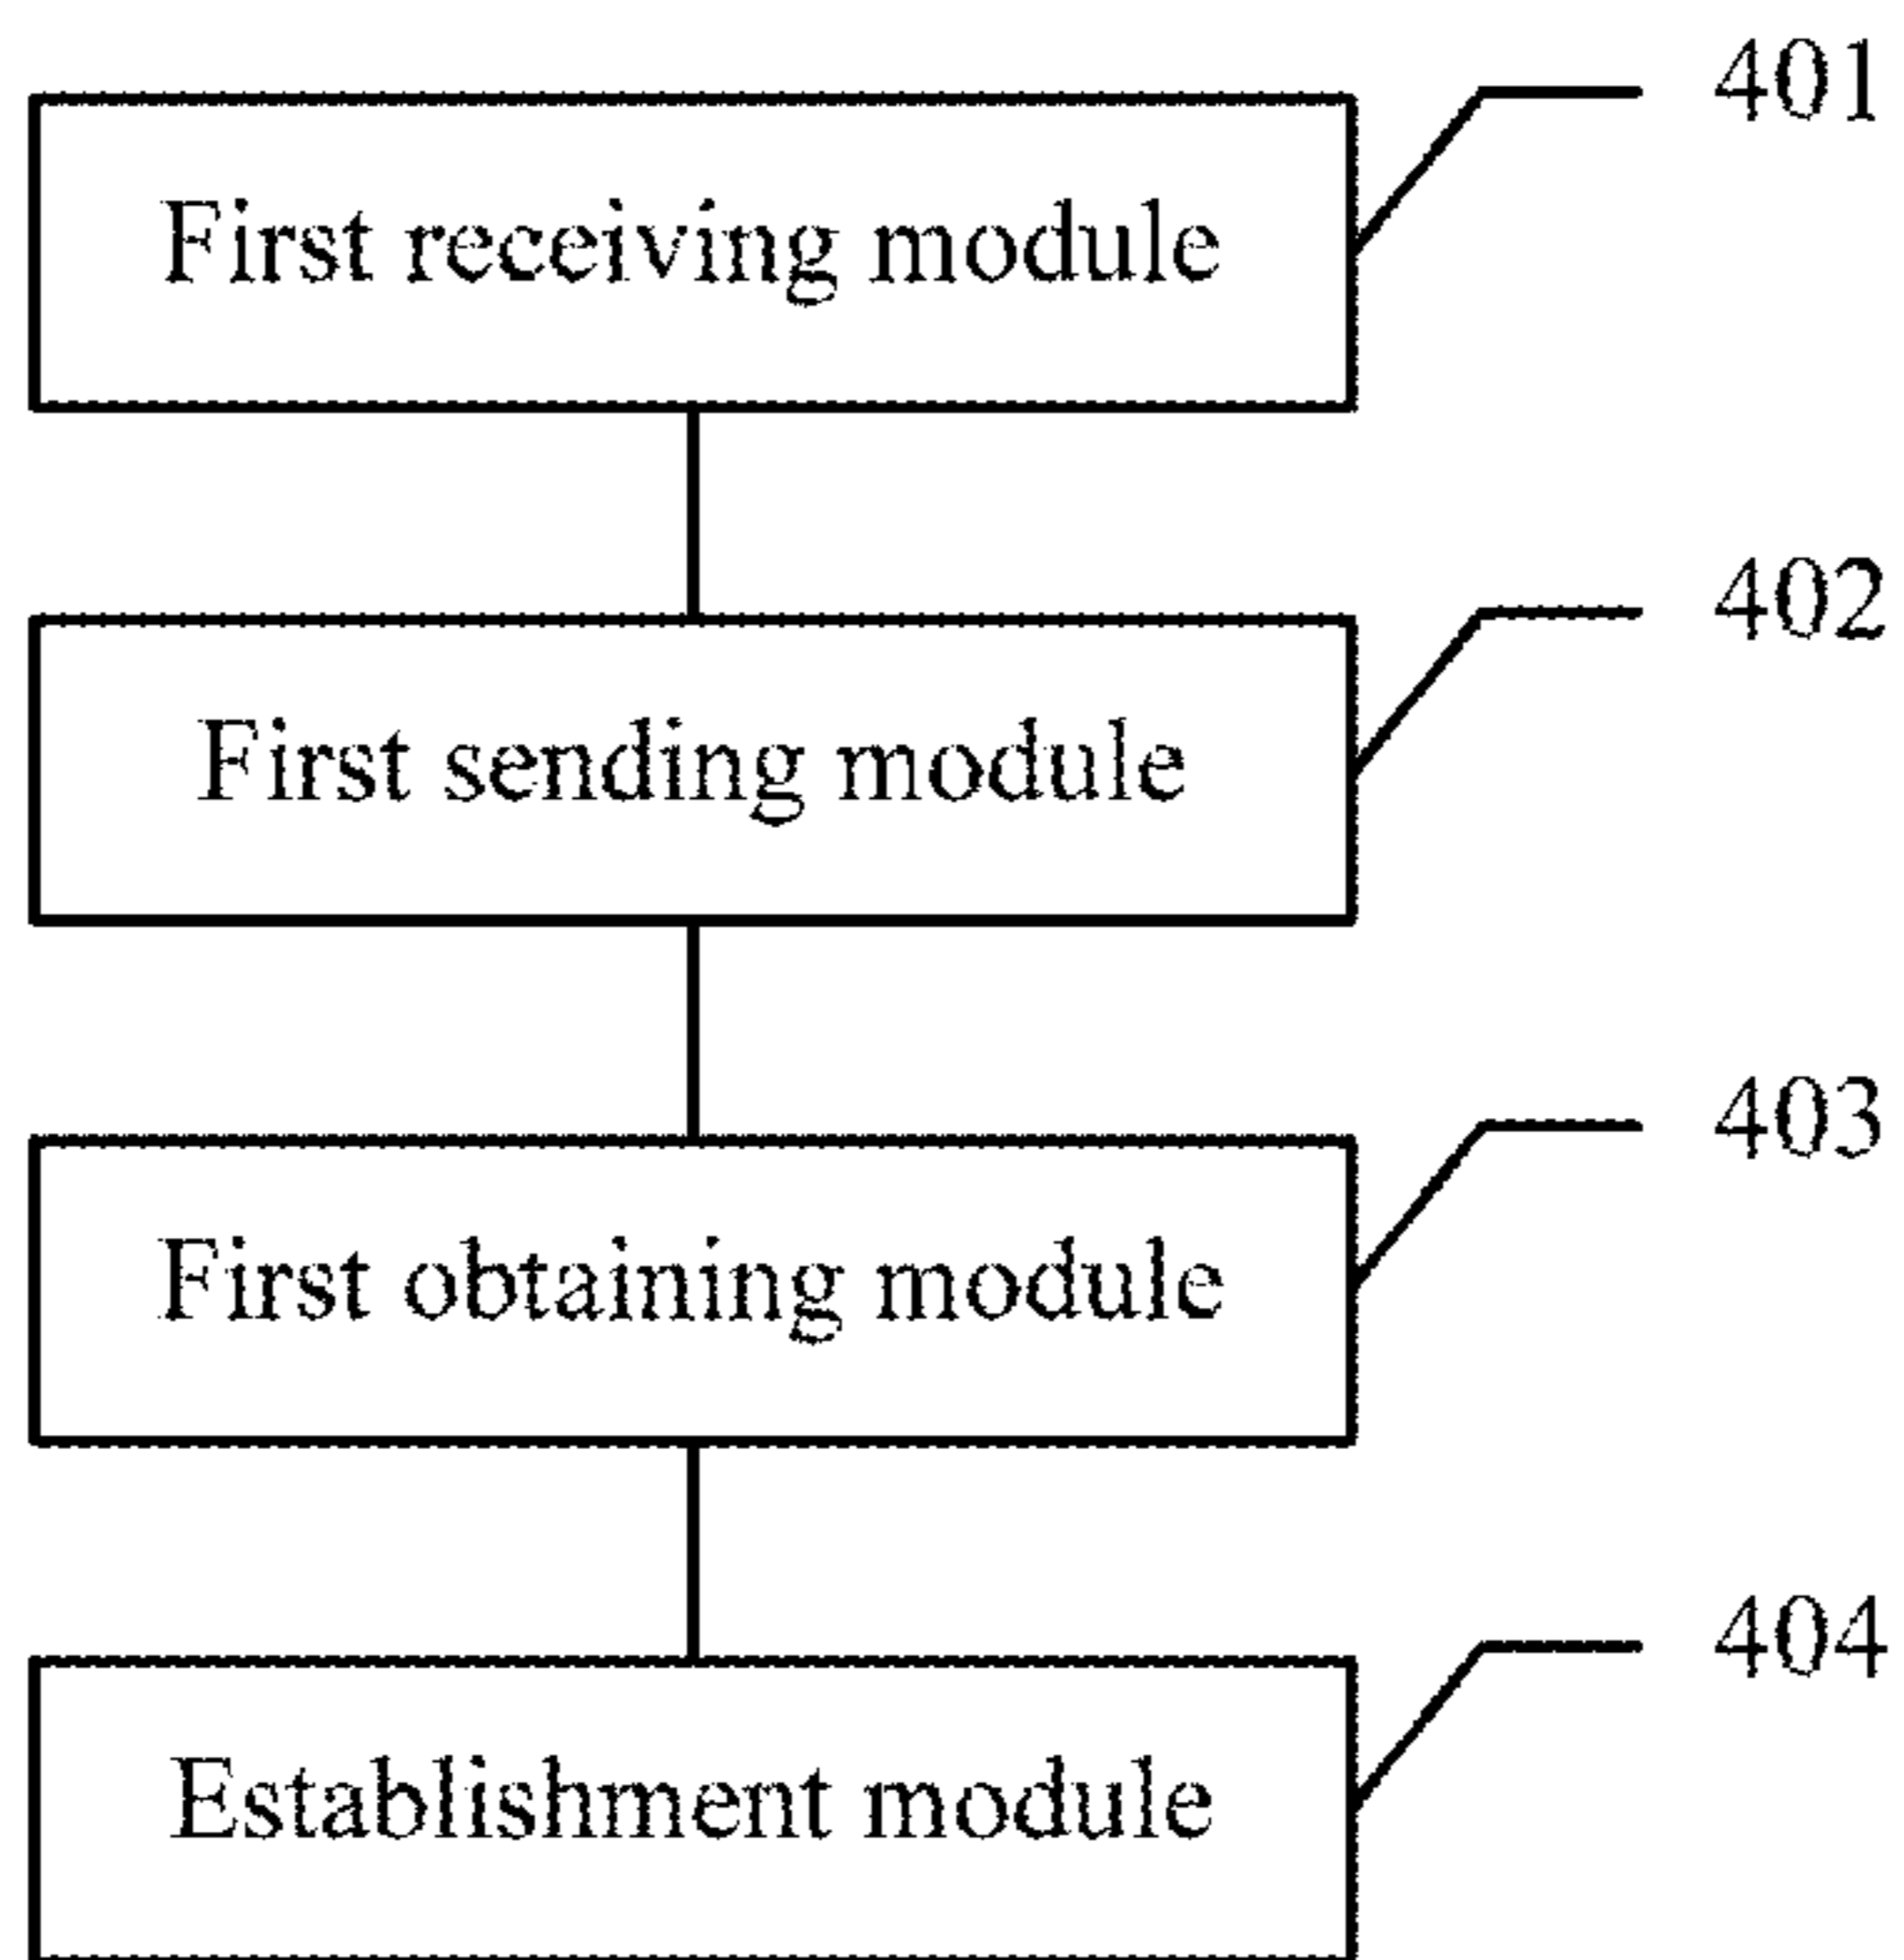 401
First receiving module
402
First sending module
403
First obtaining module
404
Establishment module